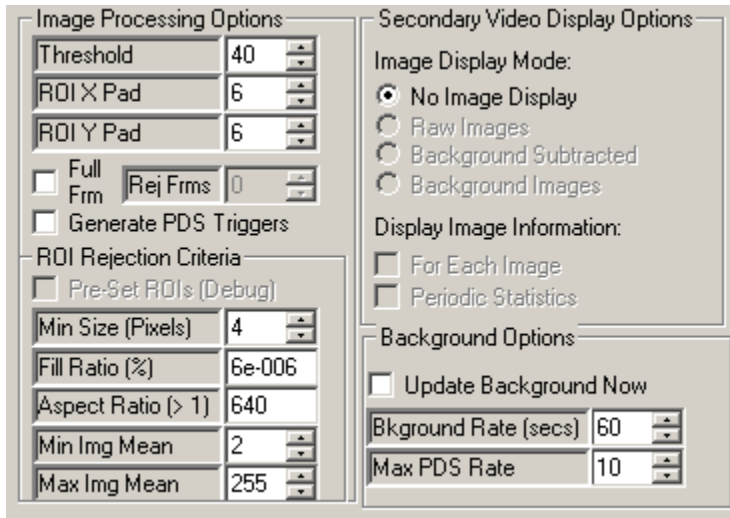 Image Processing Options
Threshold 40
ROI X Pad 6
ROI Y Pad 6
Full Frm Rej Frms 0
Generate PDS Triggers
ROI Rejection Criteria
Pre-Set ROIs (Debug)
Min Size (Pixels) 4
Fill Ratio (%) 6e-006
Aspect Ratio (> 1) 640
Min Img Mean 2
Max Img Mean 255
Secondary Video Display Options
Image Display Mode:
No Image Display
Raw Images
Background Subtracted
Background Images
Display Image Information:
For Each Image
Periodic Statistics
Background Options
Update Background Now
Bkground Rate (secs) 60
Max PDS Rate 10